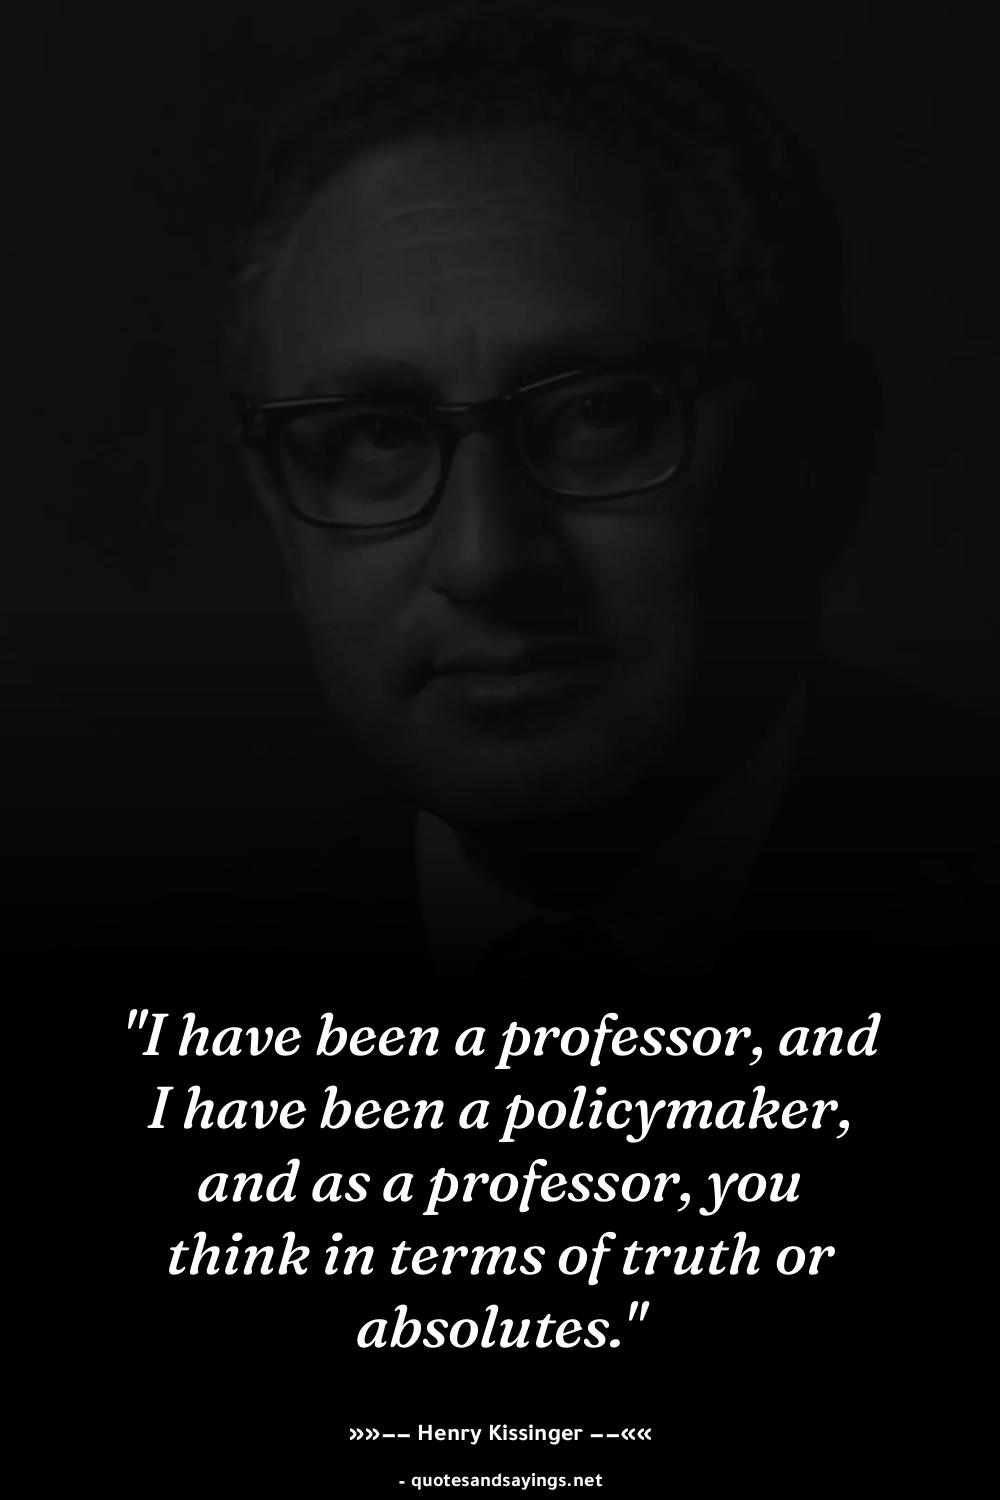 "I have been a professor, and
I have been a policymaker,
and as a professor, you
think in terms of truth or
absolutes."
»»−− Henry Kissinger −−««
- quotesandsayings.net